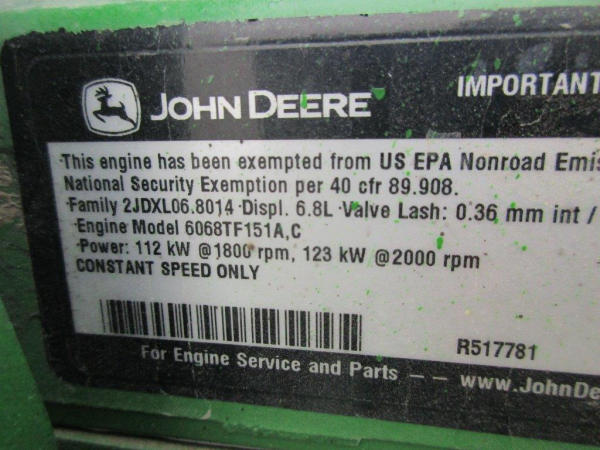 IMPORTANT
JOHN DEERE
This engine has been exempted from US EPA Nonroad Emis
National Security Exemption per 40 cfr 89.908.
·Family 2JDXL06.8014 ·Displ. 6.8L ·Valve Lash: 0.36 mm int /
·Engine Model 6068TF151A,C
·Power: 112 kW @1800 rpm, 123 kW @2000 rpm
CONSTANT SPEED ONLY
R517781
For Engine Service and Parts – – www.JohnDe